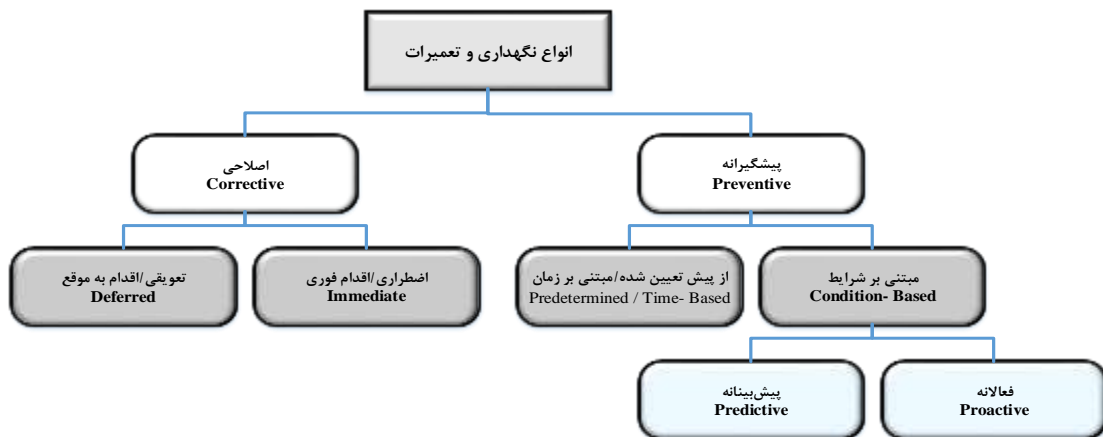 انواع نگهداری و تعمیرات
پیشگیرانه
Preventive
اصلاحی
Corrective
مبتنی بر شرایط
Condition- Based
از پیش تعیین شده/مبتنی بر زمان
Predetermined / Time- Based
اضطراری/اقدام فوری
Immediate
تعویقی/اقدام به موقع
Deferred
فعالانه
Proactive
پیش‌بینانه
Predictive